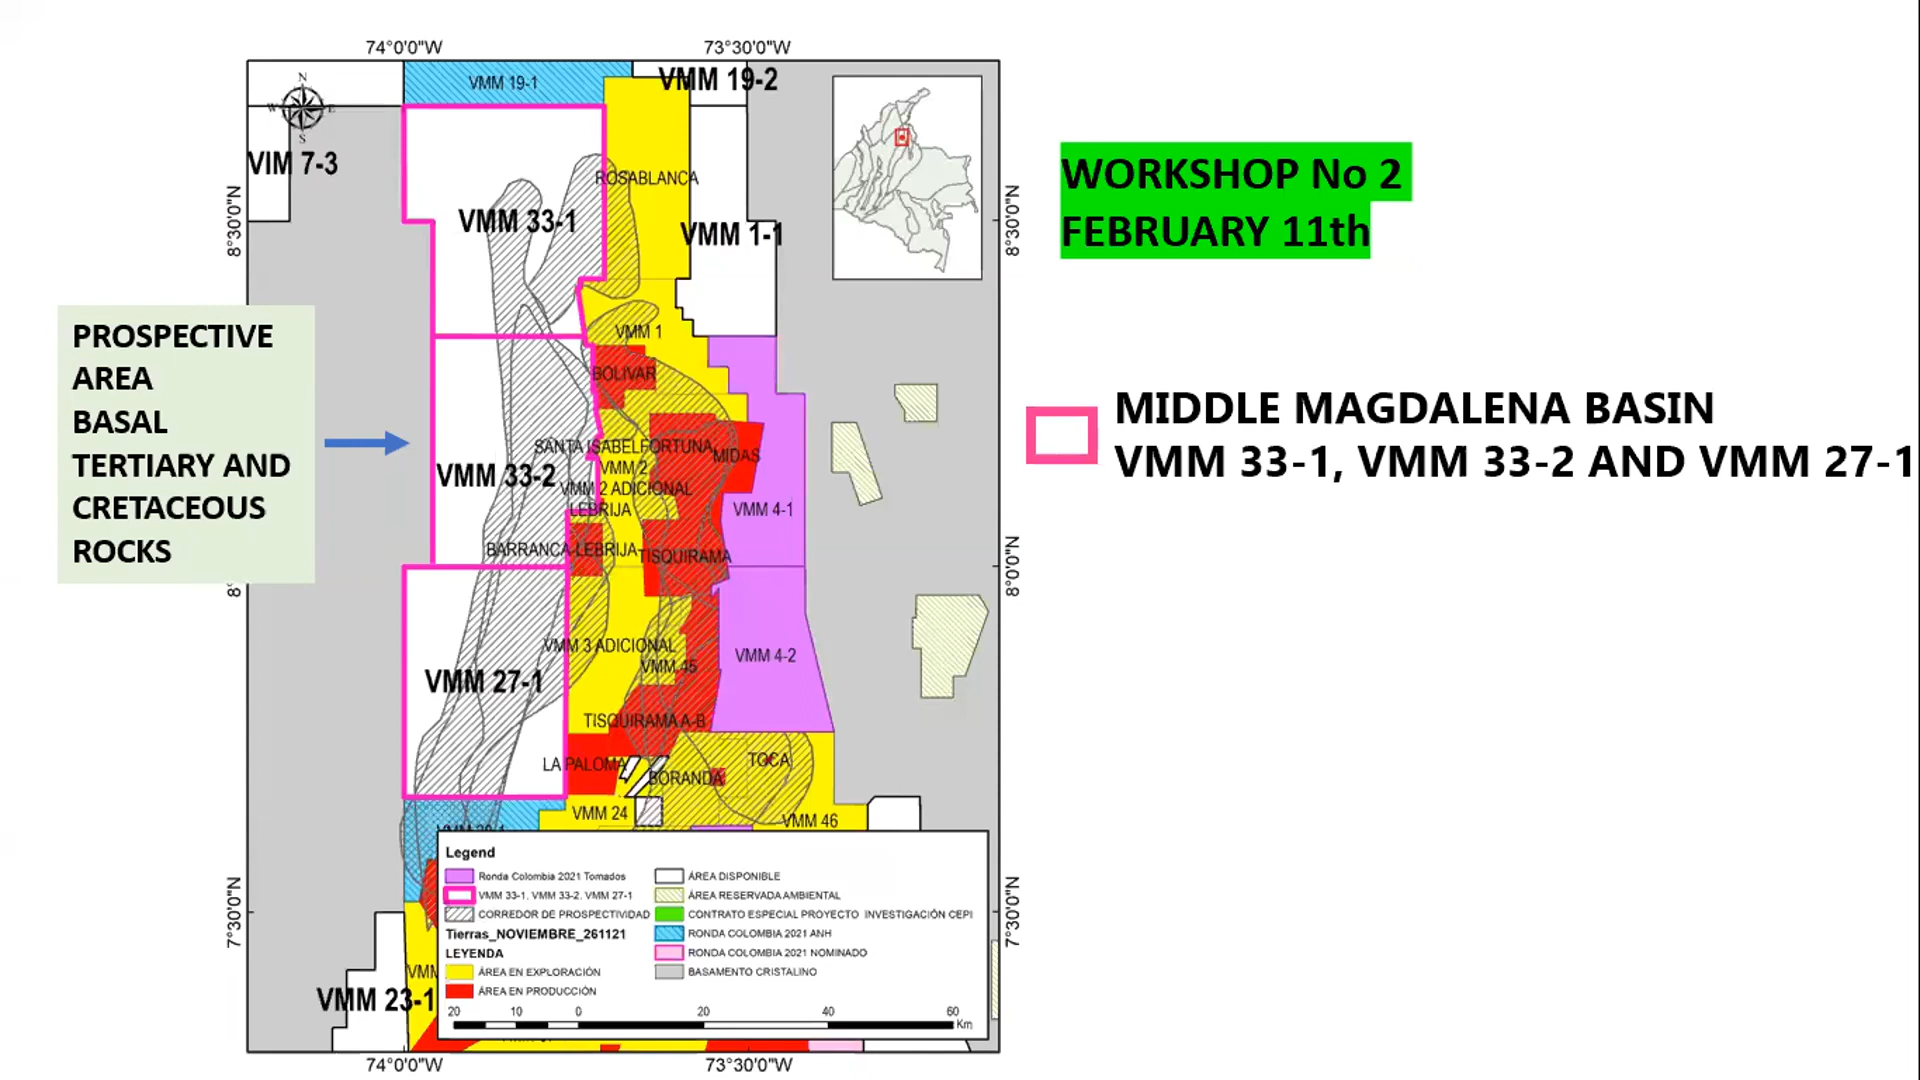 74°0'0"W
73°30'0"W
VMM 19-1
VMM 19-2
N
W
E
S
VIM 7-3
ROSABLANCA
VMM 33-1
VMM 1-1
8°30'0"N
8°30'0"N
WORKSHOP No 2
FEBRUARY 11th
PROSPECTIVE
AREA
BASAL
TERTIARY AND
CRETACEOUS
ROCKS
VMM 1
BOLIVAR
MIDDLE MAGDALENA BASIN
VMM 33-1, VMM 33-2 AND VMM 27-1
SANTA ISABEL
FORTUNA
MIDAS
VMM 2
VMM 33-2
VMM 2 ADICIONAL
LEBRIJA
VMM 4-1
BARRANCA-LEBRIJA
TISQUIRAMA
8°0'0"N
VMM 3 ADICIONAL
VMM 45
VMM 4-2
VMM 27-1
TISQUIRAMA A-B
LA PALOMA
BORANDA
TOCA
VMM 24
VMM 46
Legend
Ronda Colombia 2021 Tomados
VMM 33-1, VMM 33-2, VMM 27-1
CORREDOR DE PROSPECTIVIDAD
Tierras_NOVIEMBRE_261121
LEYENDA
ÁREA EN EXPLORACIÓN
ÁREA EN PRODUCCIÓN
ÁREA DISPONIBLE
ÁREA RESERVADA AMBIENTAL
CONTRATO ESPECIAL PROYECTO INVESTIGACIÓN CEPI
RONDA COLOMBIA 2021 ANH
RONDA COLOMBIA 2021 NOMINADO
BASAMENTO CRISTALINO
20 10 0 20 40 60
Km
7°30'0"N
7°30'0"N
VMM
VMM 23-1
74°0'0"W
73°30'0"W